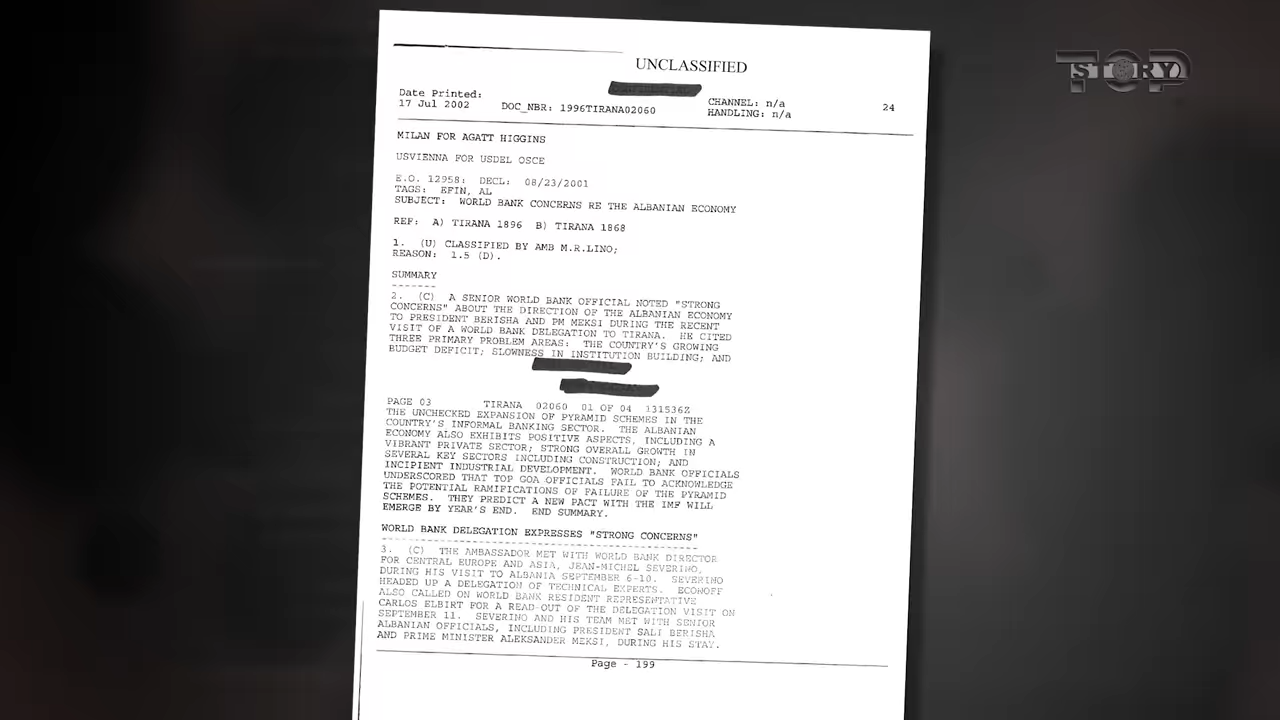 TOP STORY
UNCLASSIFIED
Date Printed:
17 Jul 2002 DOC_NBR: 1996TIRANA02060 CHANNEL: n/a
HANDLING: n/a
24
MILAN FOR AGATT HIGGINS
USVIENNA FOR USDEL OSCE
E.O. 12958: DECL: 08/23/2001
TAGS: EFIN, AL
SUBJECT: WORLD BANK CONCERNS RE THE ALBANIAN ECONOMY
REF: A) TIRANA 1896 B) TIRANA 1868
1. (U) CLASSIFIED BY AMB M.R.LINO;
REASON: 1.5 (D).
SUMMARY
-------
2. (C) A SENIOR WORLD BANK OFFICIAL NOTED "STRONG
CONCERNS" ABOUT THE DIRECTION OF THE ALBANIAN ECONOMY
TO PRESIDENT BERISHA AND PM MEKSI DURING THE RECENT
VISIT OF A WORLD BANK DELEGATION TO TIRANA. HE CITED
THREE PRIMARY PROBLEM AREAS: THE COUNTRY'S GROWING
BUDGET DEFICIT; SLOWNESS IN INSTITUTION BUILDING; AND
PAGE 03 TIRANA 02060 01 OF 04 131536Z
THE UNCHECKED EXPANSION OF PYRAMID SCHEMES IN THE
COUNTRY'S INFORMAL BANKING SECTOR. THE ALBANIAN
ECONOMY ALSO EXHIBITS POSITIVE ASPECTS, INCLUDING A
VIBRANT PRIVATE SECTOR; STRONG OVERALL GROWTH IN
SEVERAL KEY SECTORS INCLUDING CONSTRUCTION; AND
INCIPIENT INDUSTRIAL DEVELOPMENT. WORLD BANK OFFICIALS
UNDERSCORED THAT TOP GOA OFFICIALS FAIL TO ACKNOWLEDGE
THE POTENTIAL RAMIFICATIONS OF FAILURE OF THE PYRAMID
SCHEMES. THEY PREDICT A NEW PACT WITH THE IMF WILL
EMERGE BY YEAR'S END. END SUMMARY.
WORLD BANK DELEGATION EXPRESSES "STRONG CONCERNS"
-------------------------------------------------
3. (C) THE AMBASSADOR MET WITH WORLD BANK DIRECTOR
FOR CENTRAL EUROPE AND ASIA, JEAN-MICHEL SEVERINO,
DURING HIS VISIT TO ALBANIA SEPTEMBER 6-10. SEVERINO
HEADED UP A DELEGATION OF TECHNICAL EXPERTS. ECONOFF
ALSO CALLED ON WORLD BANK RESIDENT REPRESENTATIVE
CARLOS ELBIRT FOR A READ-OUT OF THE DELEGATION VISIT ON
SEPTEMBER 11. SEVERINO AND HIS TEAM MET WITH SENIOR
ALBANIAN OFFICIALS, INCLUDING PRESIDENT SALI BERISHA
AND PRIME MINISTER ALEKSANDER MEKSI, DURING HIS STAY.
Page - 199